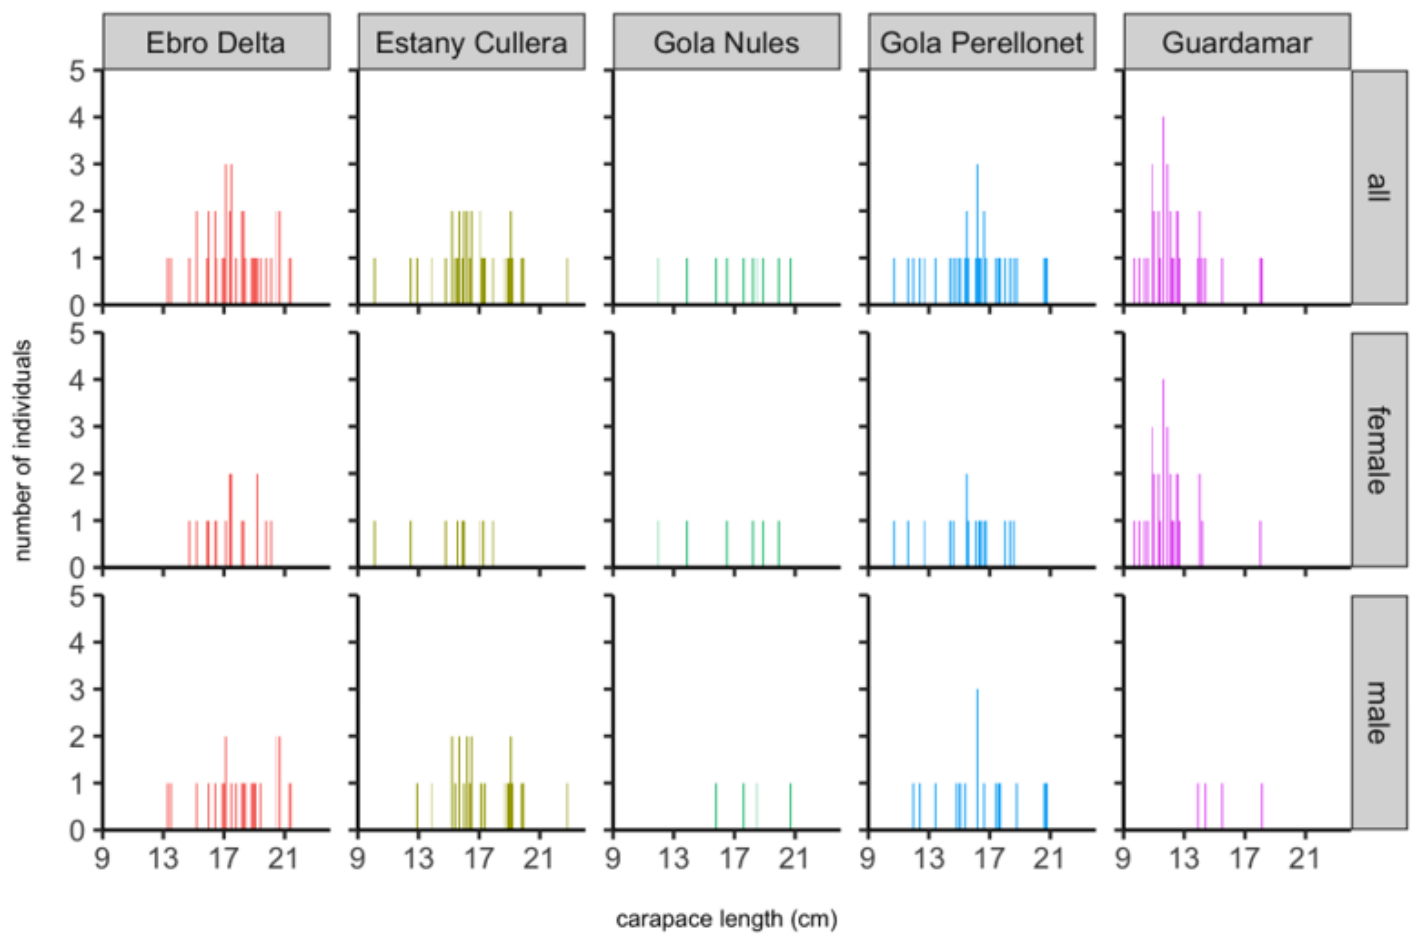 Ebro Delta Estany Cullera Gola Nules Gola Perellonet Guardamar
5
4
3
2
1
0
all
5
4
3
2
1
0
female
5
4
3
2
1
0
male
number of individuals
9 13 17 21 9 13 17 21 9 13 17 21 9 13 17 21 9 13 17 21
carapace length (cm)